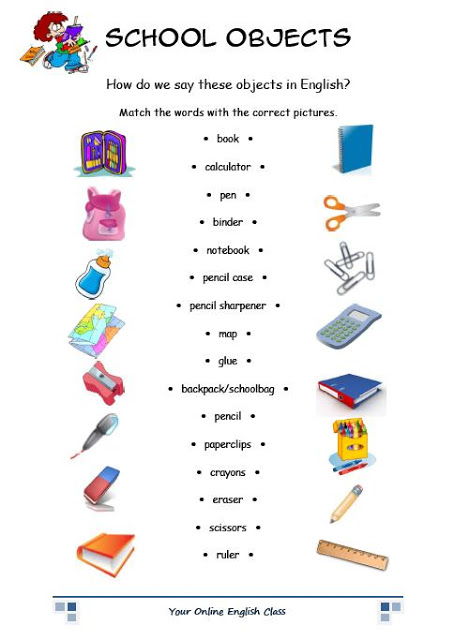 SCHOOL OBJECTS
How do we say these objects in English?
Match the words with the correct pictures.
• book •
• calculator •
• pen •
• binder •
• notebook •
• pencil case •
• pencil sharpener •
• map •
• glue •
• backpack/schoolbag •
• pencil •
• paperclips •
• crayons •
• eraser •
• scissors •
• ruler •
Your Online English Class